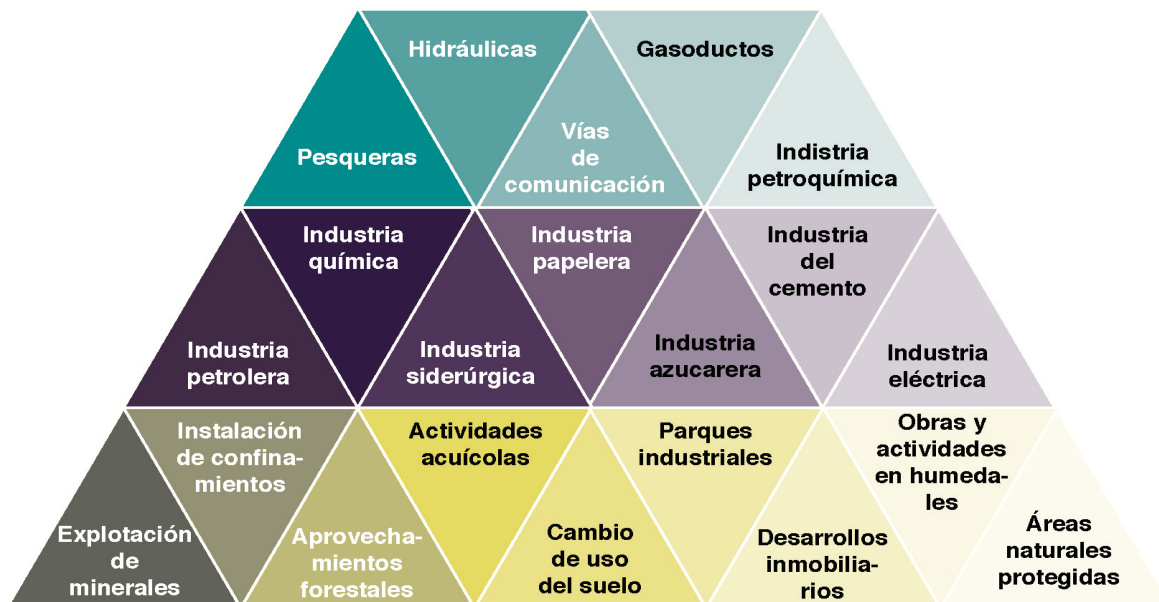 Hidráulicas
Gasoductos
Pesqueras
Vías
de
comunicación
Indistria
petroquímica
Industria
química
Industria
papelera
Industria
del
cemento
Industria
petrolera
Industria
siderúrgica
Industria
azucarera
Industria
eléctrica
Instalación
de confina-
mientos
Actividades
acuícolas
Parques
industriales
Obras y
actividades
en humeda-
les
Explotación
de
minerales
Aprovecha-
mientos
forestales
Cambio
de uso
del suelo
Desarrollos
inmobilia-
rios
Áreas
naturales
protegidas